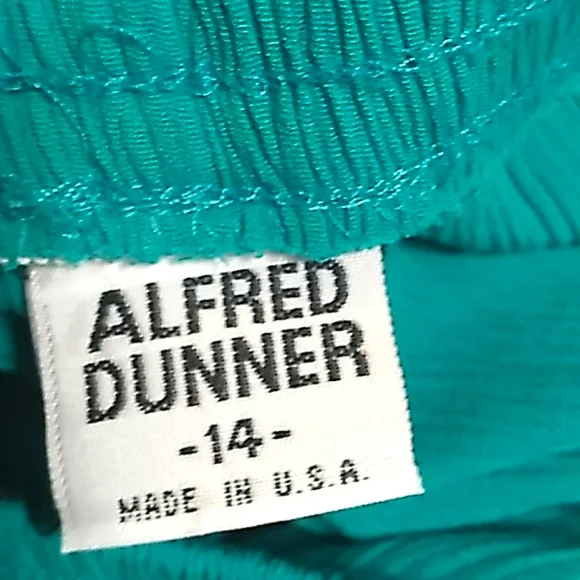 ALFRED
DUNNER
-14-
MADE IN U.S.A.